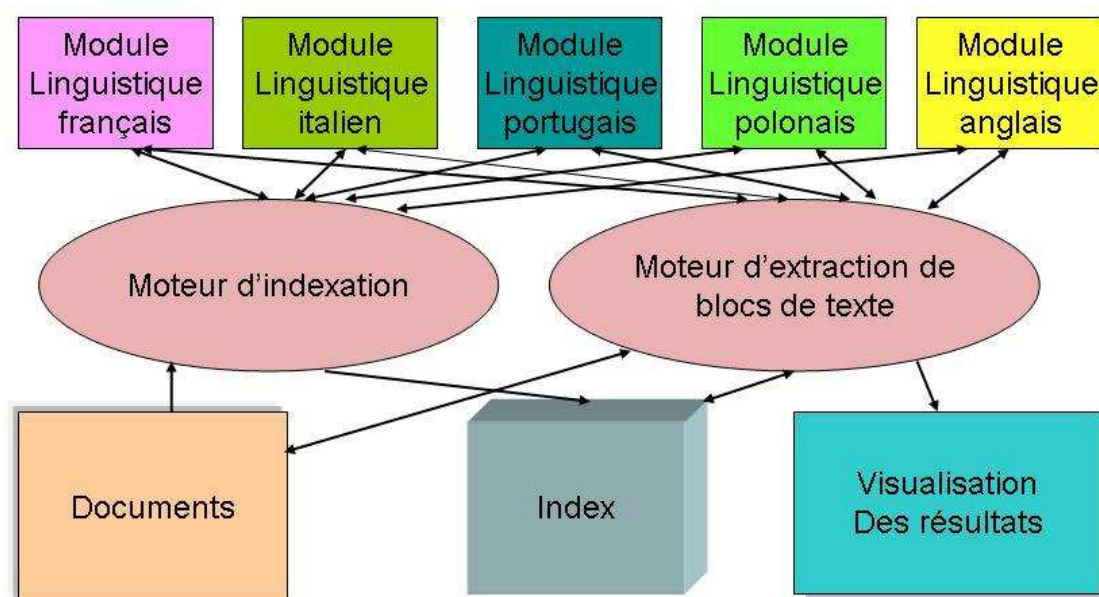 Module
Linguistique
français
Module
Linguistique
italien
Module
Linguistique
portugais
Module
Linguistique
polonais
Module
Linguistique
anglais
Moteur d'indexation
Moteur d'extraction de
blocs de texte
Documents
Index
Visualisation
Des résultats